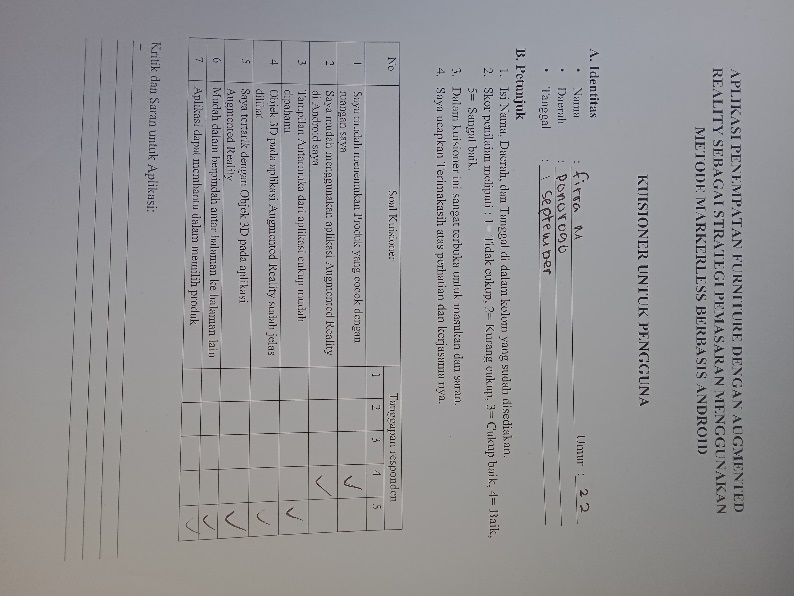 APLIKASI PENEMPATAN FURNITURE DENGAN AUGMENTED
REALITY SEBAGAI STRATEGI PEMASARAN MENGGUNAKAN
METODE MARKERLESS BERBASIS ANDROID
KUISIONER UNTUK PENGGUNA
A. Identitas
• Nama : Firsa M Umur : 22
• Daerah : Ponorogo
• Tanggal : September
B. Petunjuk
1. Isi Nama, Daerah, dan Tanggal di dalam kolom yang sudah disediakan.
2. Skor penilaian meliputi : 1= Tidak cukup, 2= Kurang cukup, 3= Cukup baik, 4= Baik,
5= Sangat baik
3. Dalam kuisioner ini sangat terbuka untuk masukan dan saran.
4. Saya ucapkan Terimakasih atas perhatian dan kerjasama nya.
No Soal Kuisioner Tanggapan responden
1 2 3 4 5
1 Saya mudah menemukan Produk yang cocok dengan
ruangan saya ✓
2 Saya mudah menggunakan aplikasi Augmented Reality
di Android saya ✓
3 Tampilan Antarmuka dari aplikasi cukup mudah
dipahami ✓
4 Objek 3D pada aplikasi Augmented Reality sudah jelas
dilihat ✓
5 Saya tertarik dengan Objek 3D pada aplikasi
Augmented Reality ✓
6 Mudah dalam berpindah antar halaman ke halaman lain ✓
7 Aplikasi dapat membantu dalam memilih produk ✓
Kritik dan Saran untuk Aplikasi: